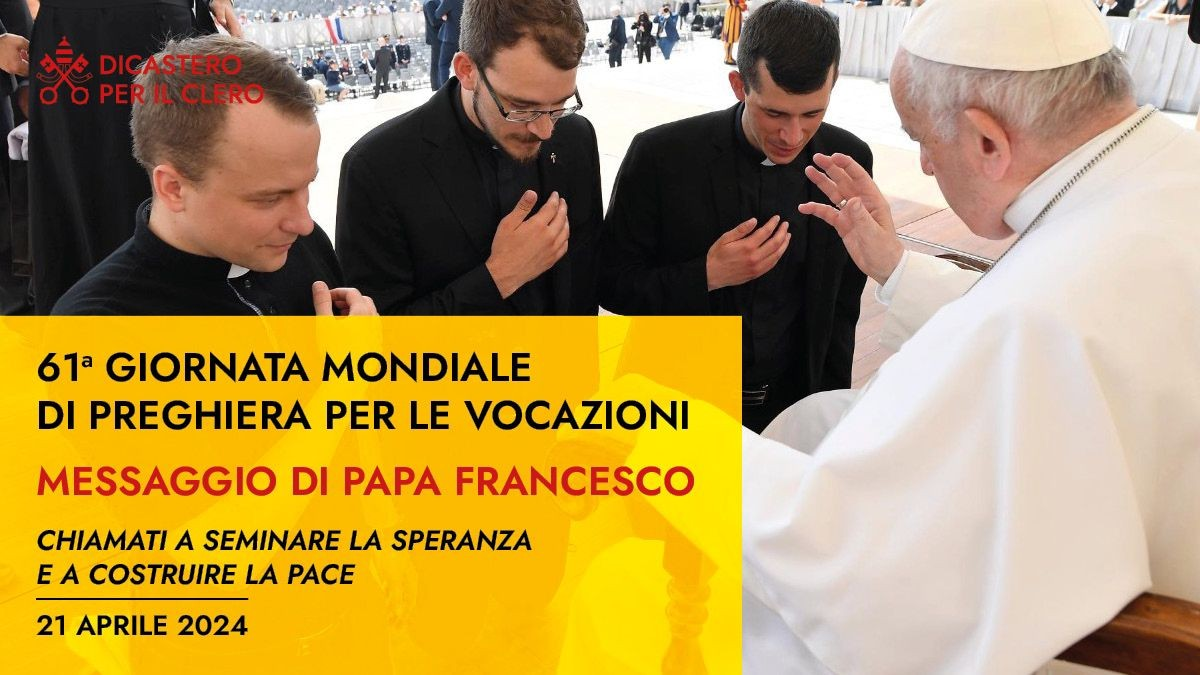 DICASTERO
PER IL CLERO
61ª GIORNATA MONDIALE
DI PREGHIERA PER LE VOCAZIONI
MESSAGGIO DI PAPA FRANCESCO
CHIAMATI A SEMINARE LA SPERANZA
E A COSTRUIRE LA PACE
21 APRILE 2024